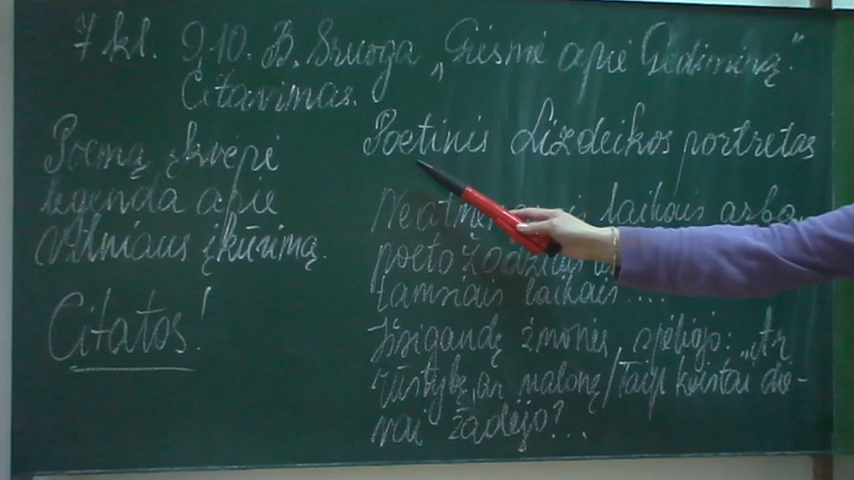 7 kl. 9,10. B. Sruoga „Giesmė apie Gediminą".
Citavimas.
Poemą įkvėpė
legenda apie
Vilniaus įkūrimą.
Citatos!
Poetinis Lizdeikos portretas
laikais arba
poeto žodžiais
tamsiais laikais....
Išsigandę žmonės spėliojo: „Ar
rūstybę, ar malonę/Taip keistai die-
vai žadėjo?...